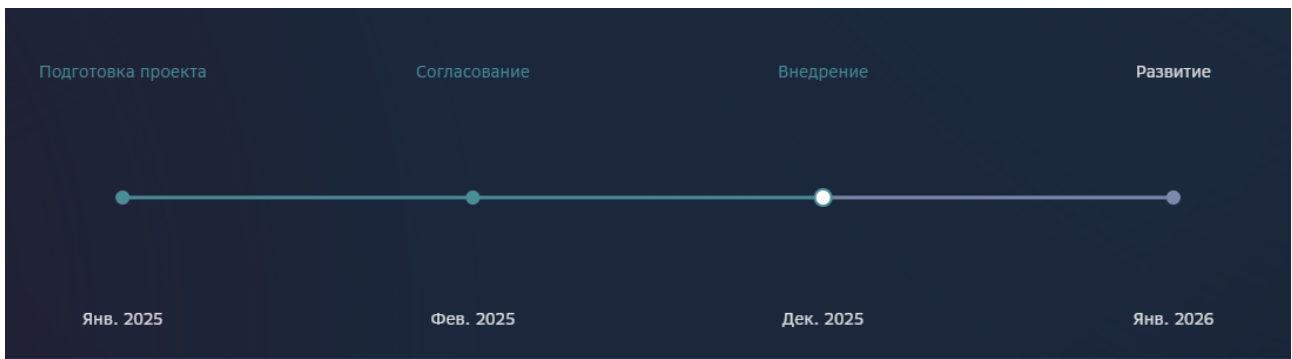 Подготовка проекта Согласование Внедрение Развитие
Янв. 2025 Фев. 2025 Дек. 2025 Янв. 2026